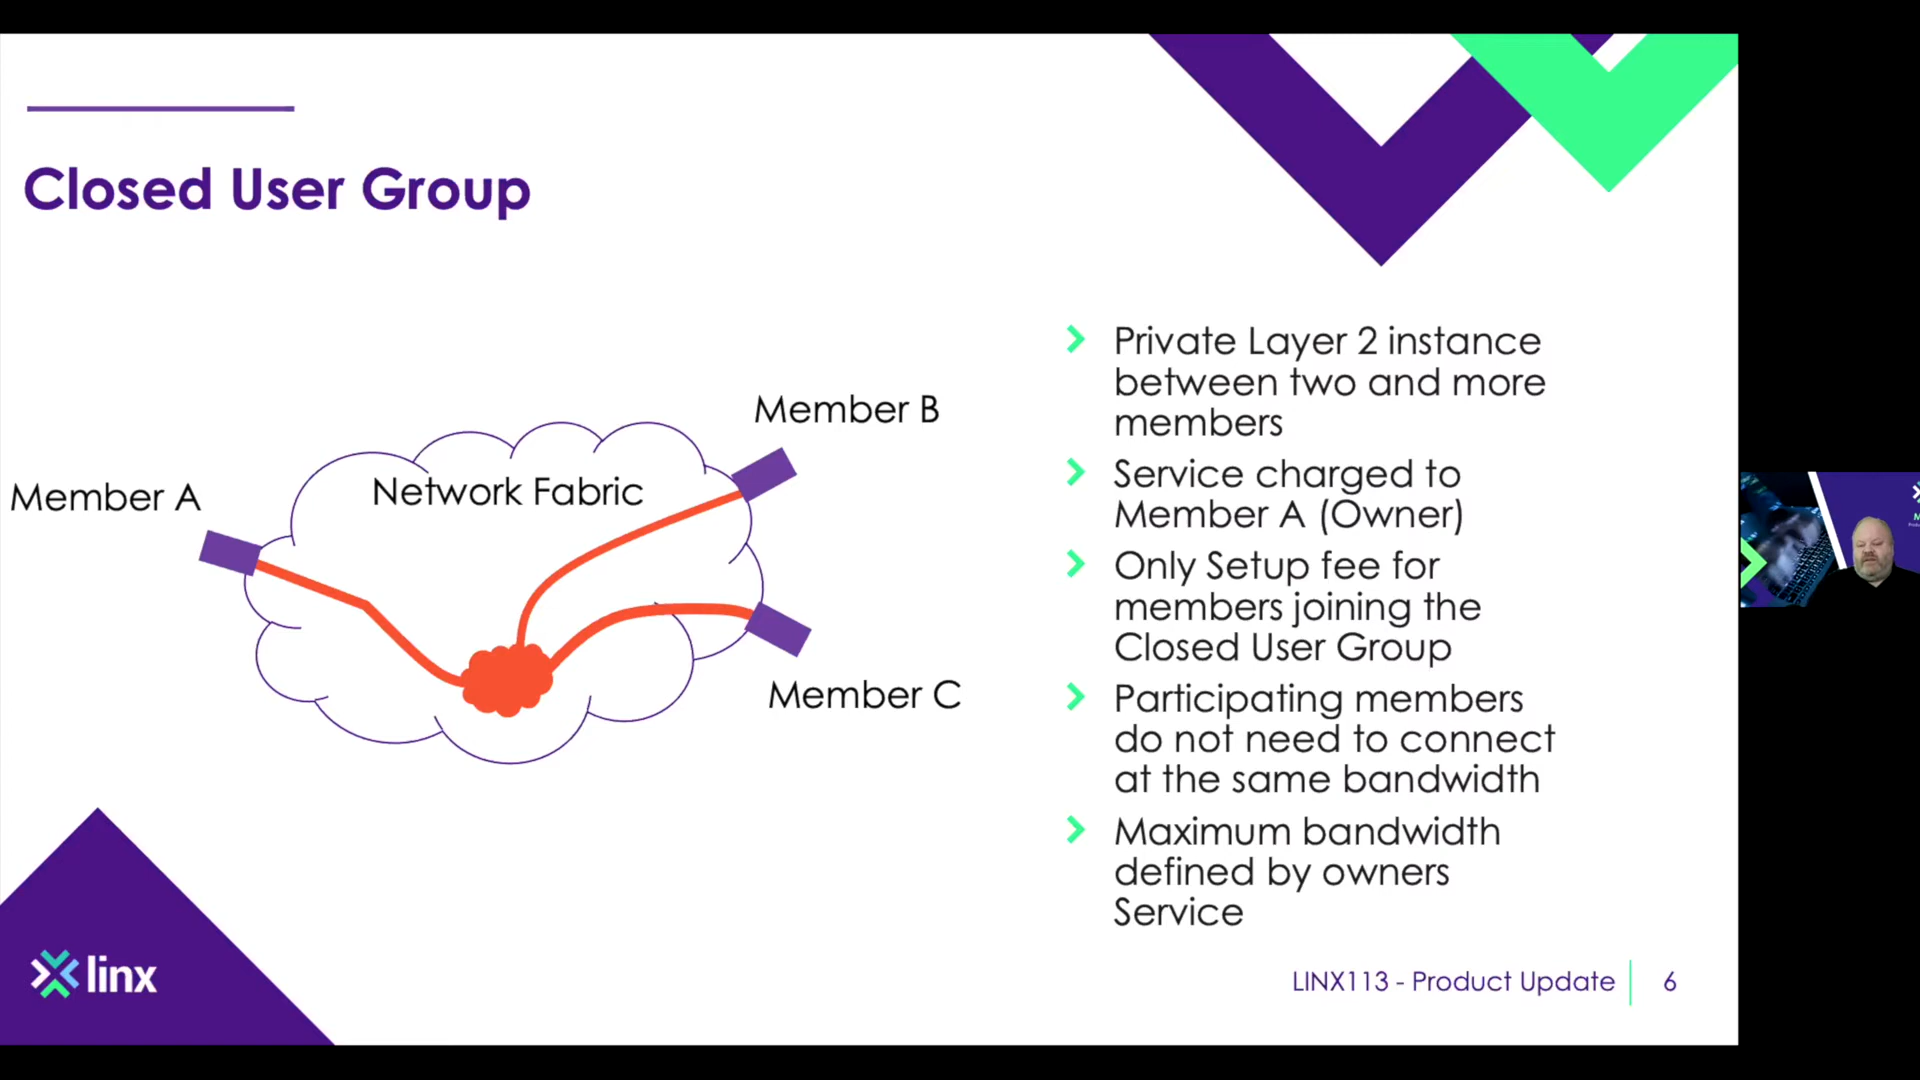 Closed User Group
Member A
Network Fabric
Member B
Member C
Private Layer 2 instance
between two and more
members
Service charged to
Member A (Owner)
Only Setup fee for
members joining the
Closed User Group
Participating members
do not need to connect
at the same bandwidth
Maximum bandwidth
defined by owners
Service
linx
LINX113 - Product Update
6